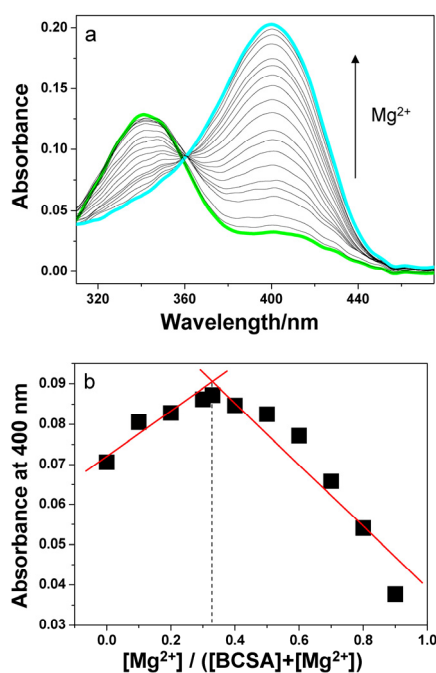 a
Absorbance
0.20
0.15
0.10
0.05
0.00
Mg²⁺
320 360 400 440
Wavelength/nm
b
Absorbance at 400 nm
0.09
0.08
0.07
0.06
0.05
0.04
0.03
0.0 0.2 0.4 0.6 0.8 1.0
[Mg²⁺] / ([BCSA]+[Mg²⁺])